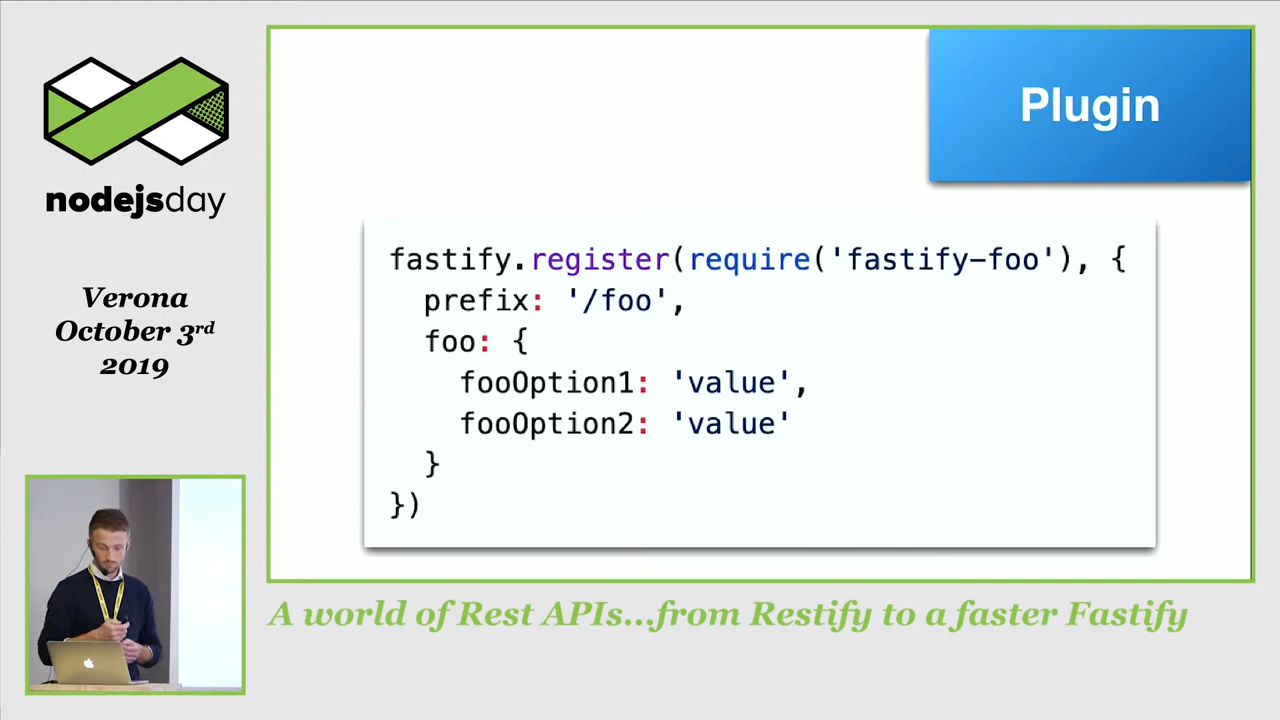 nodejsday
Verona
October 3rd
2019
Plugin
fastify.register(require('fastify-foo'), {
  prefix: '/foo',
  foo: {
    fooOption1: 'value',
    fooOption2: 'value'
  }
})
A world of Rest APIs...from Restify to a faster Fastify